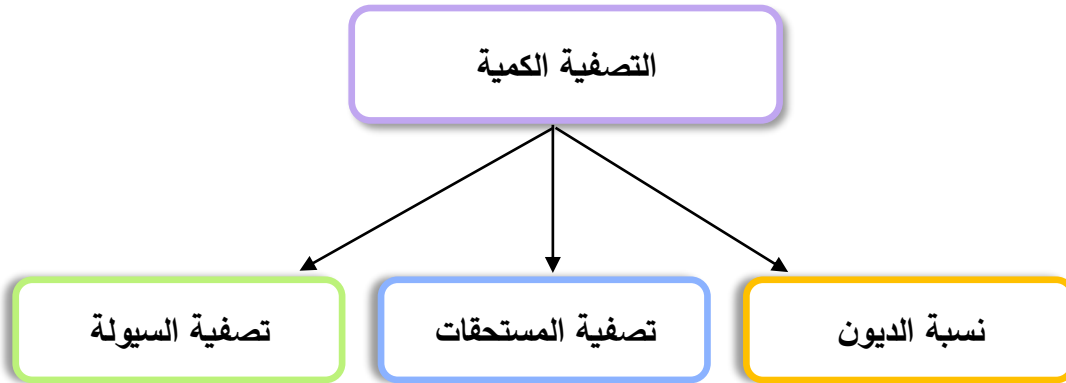 التصفية الكمية
نسبة الديون
تصفية المستحقات
تصفية السيولة